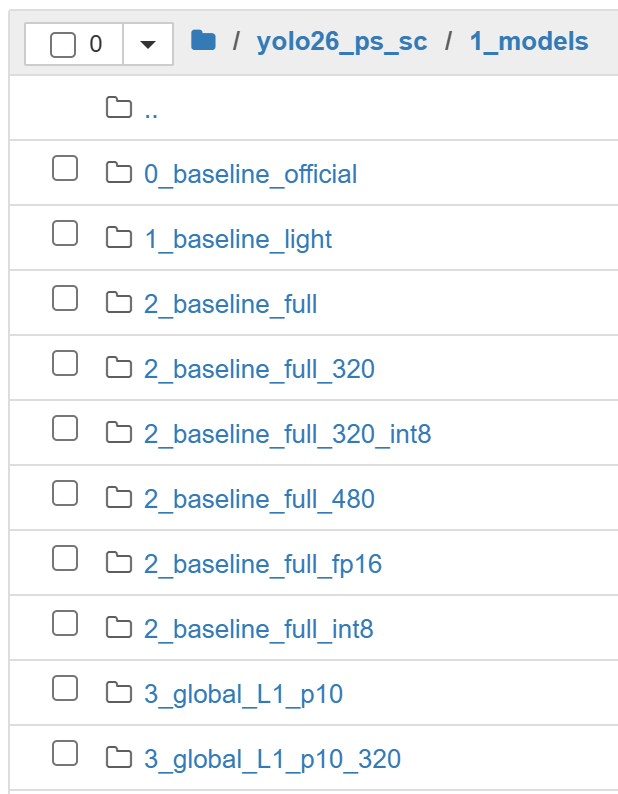 0 / yolo26_ps_sc / 1_models
..
0_baseline_official
1_baseline_light
2_baseline_full
2_baseline_full_320
2_baseline_full_320_int8
2_baseline_full_480
2_baseline_full_fp16
2_baseline_full_int8
3_global_L1_p10
3_global_L1_p10_320